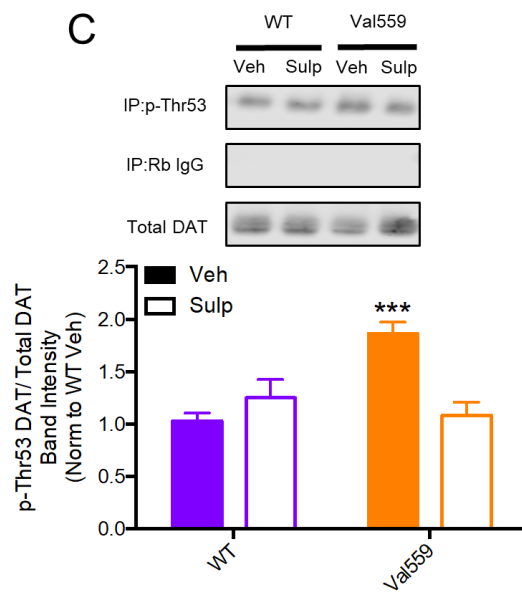 C
WT Val559
Veh Sulp Veh Sulp
IP:p-Thr53
IP:Rb IgG
Total DAT
p-Thr53 DAT/ Total DAT
Band Intensity
(Norm to WT Veh)
2.5
2.0
1.5
1.0
0.5
0.0
Veh
Sulp
***
WT
Val559